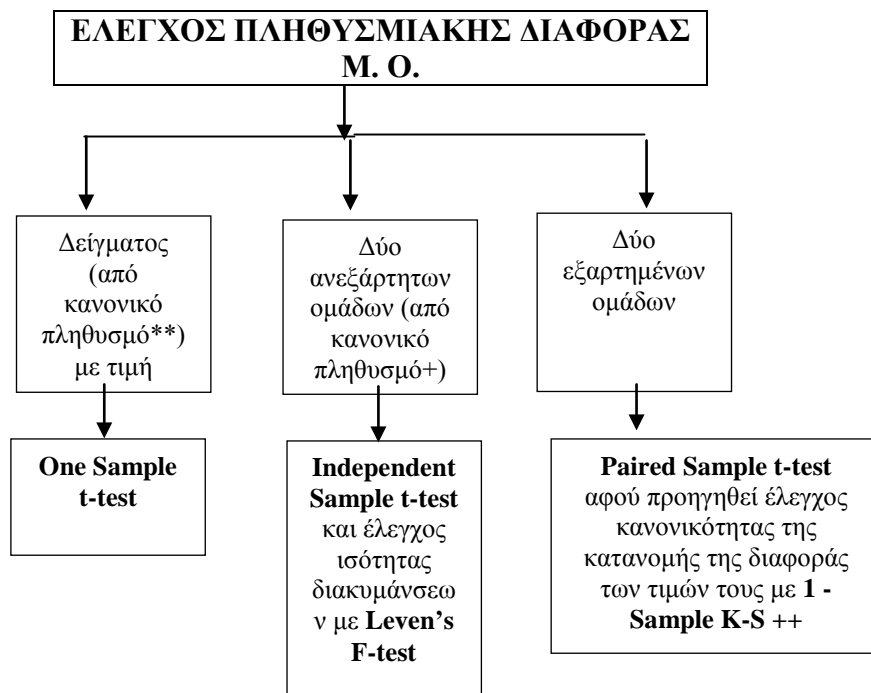 ΕΛΕΓΧΟΣ ΠΛΗΘΥΣΜΙΑΚΗΣ ΔΙΑΦΟΡΑΣ
Μ. Ο.
Δείγματος
(από
κανονικό
πληθυσμό**)
με τιμή
Δύο
ανεξάρτητων
ομάδων (από
κανονικό
πληθυσμό+)
Δύο
εξαρτημένων
ομάδων
One Sample
t-test
Independent
Sample t-test
και έλεγχος
ισότητας
διακυμάνσεω
ν με Leven’s
F-test
Paired Sample t-test
αφού προηγηθεί έλεγχος
κανονικότητας της
κατανομής της διαφοράς
των τιμών τους με 1 -
Sample K-S ++